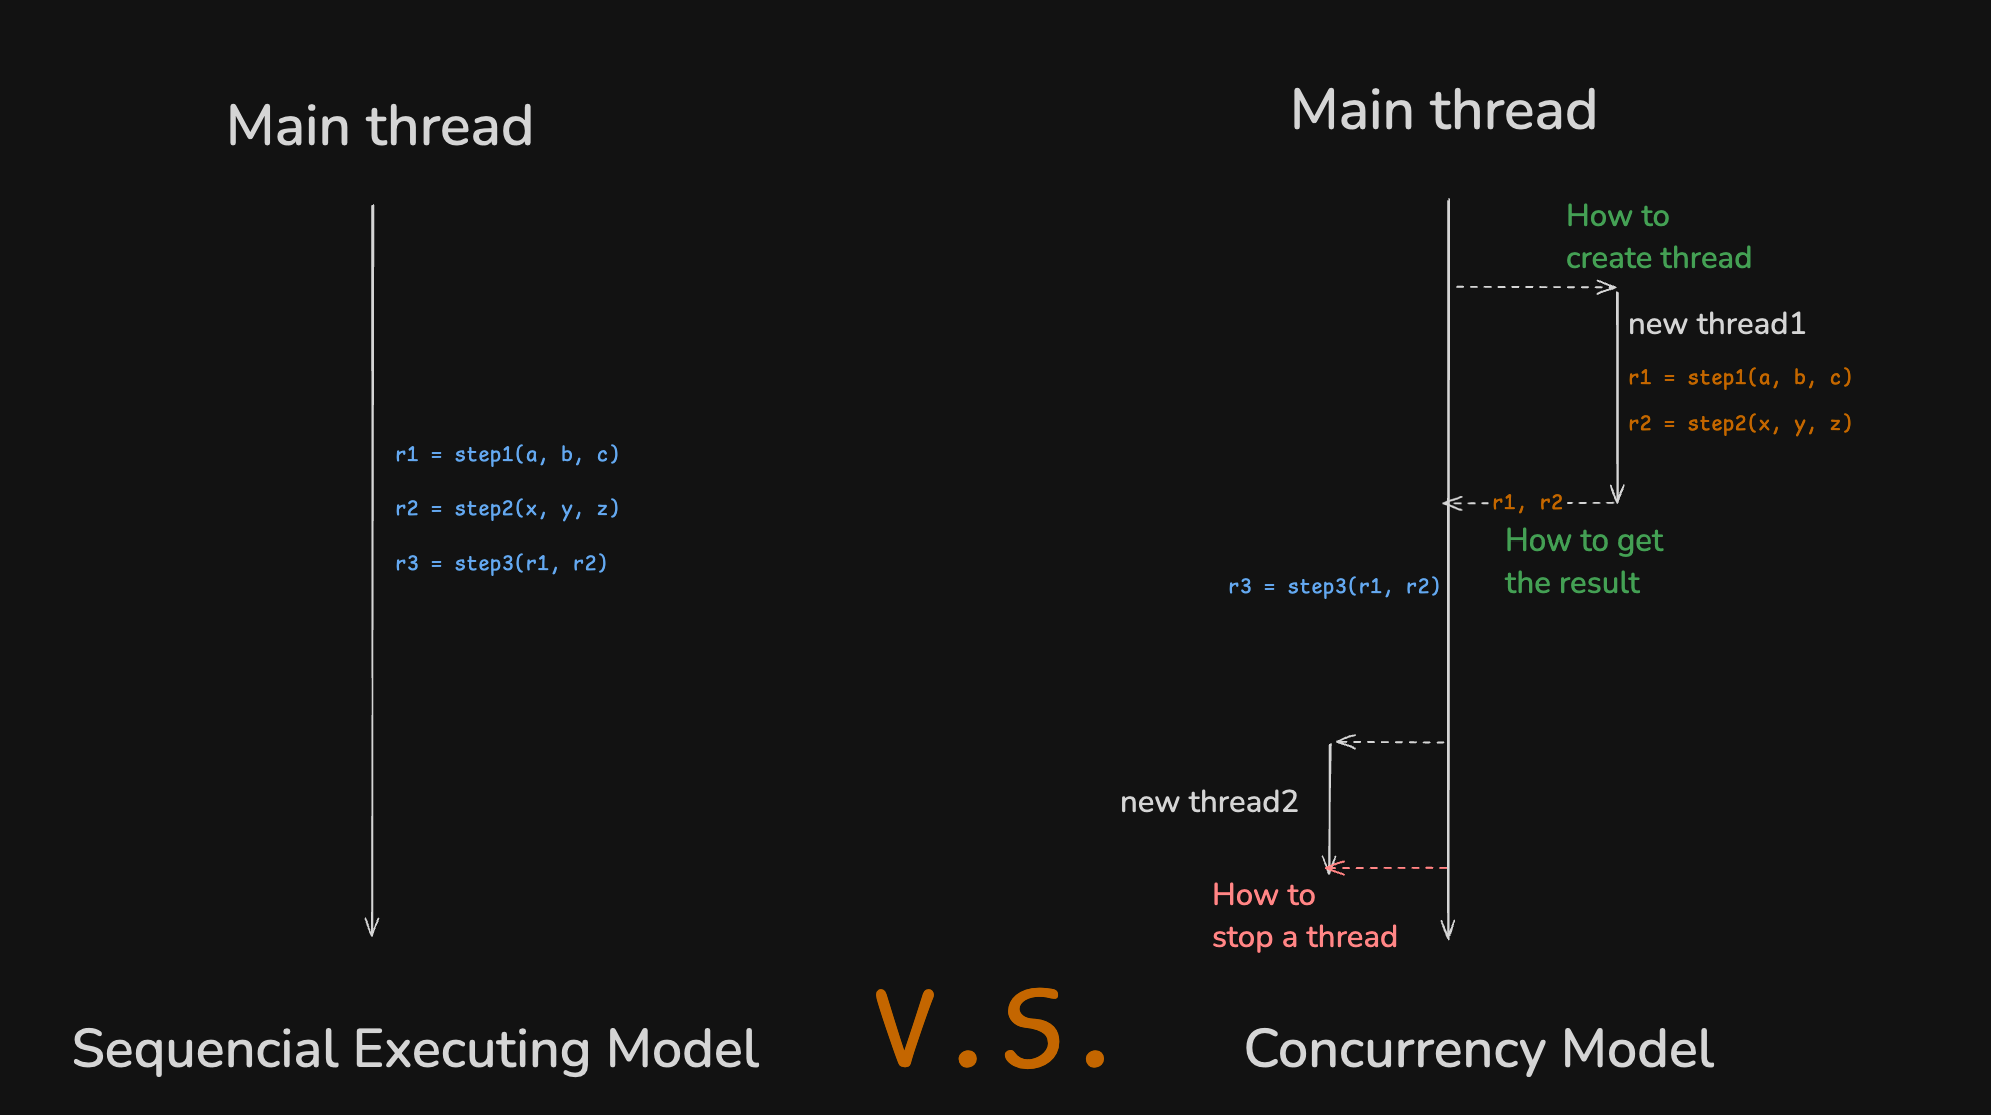 Main thread
r1 = step1(a, b, c)
r2 = step2(x, y, z)
r3 = step3(r1, r2)
Sequencial Executing Model
V.S.
Main thread
How to
create thread
new thread1
r1 = step1(a, b, c)
r2 = step2(x, y, z)
r1, r2
How to get
the result
r3 = step3(r1, r2)
new thread2
How to
stop a thread
Concurrency Model